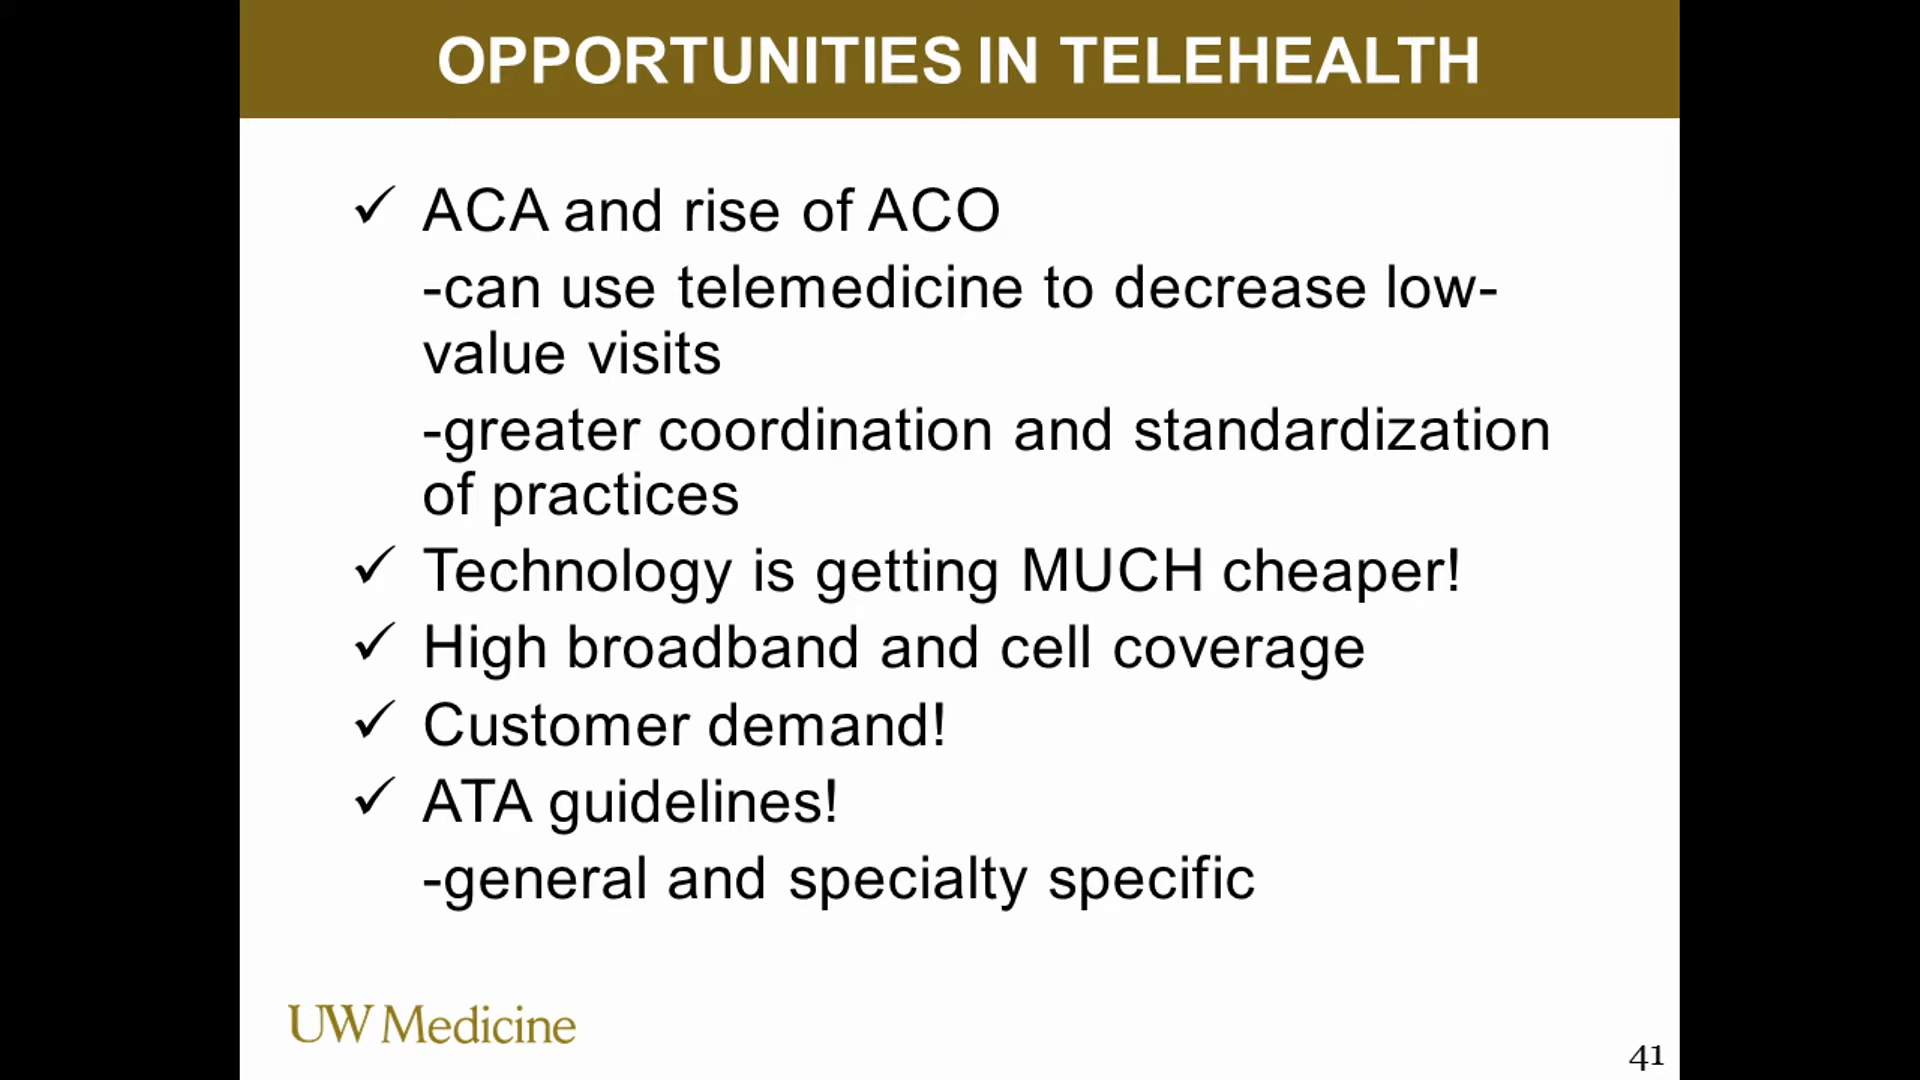 OPPORTUNITIES IN TELEHEALTH
✓ ACA and rise of ACO
-can use telemedicine to decrease low-
value visits
-greater coordination and standardization
of practices
✓ Technology is getting MUCH cheaper!
✓ High broadband and cell coverage
✓ Customer demand!
✓ ATA guidelines!
-general and specialty specific
UW Medicine
41